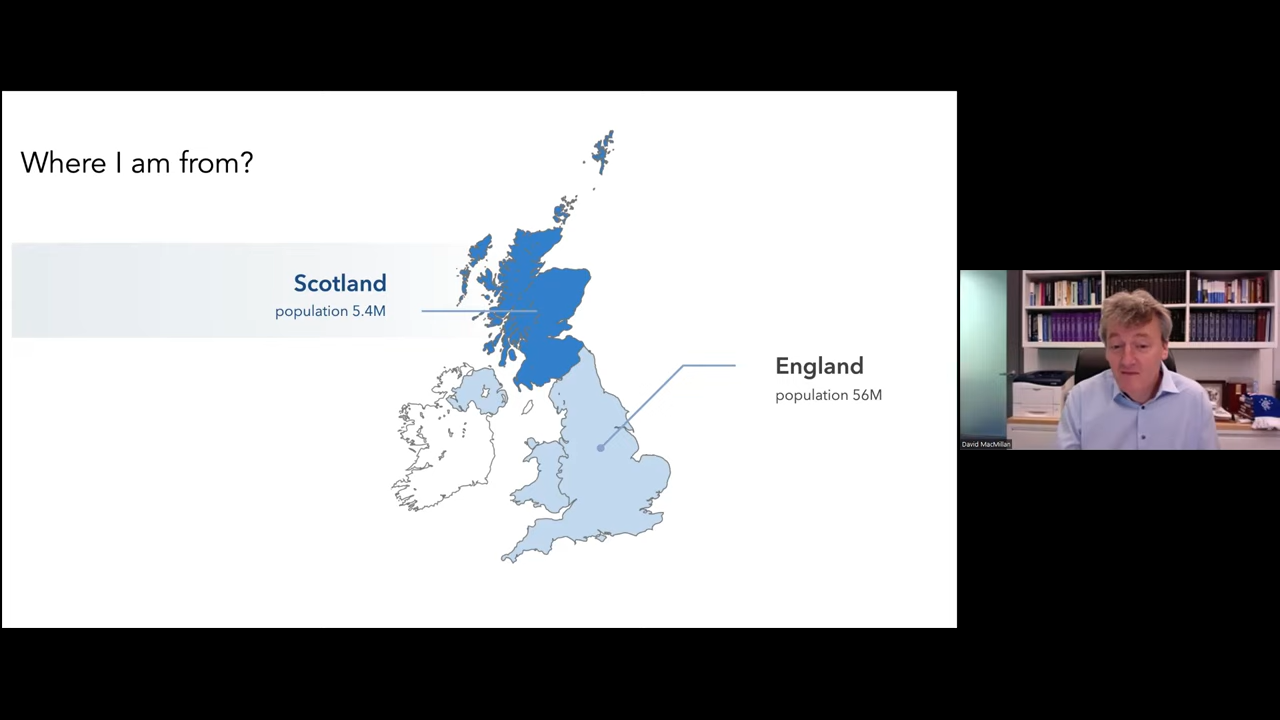 Where I am from?
Scotland
population 5.4M
England
population 56M
David MacMillan